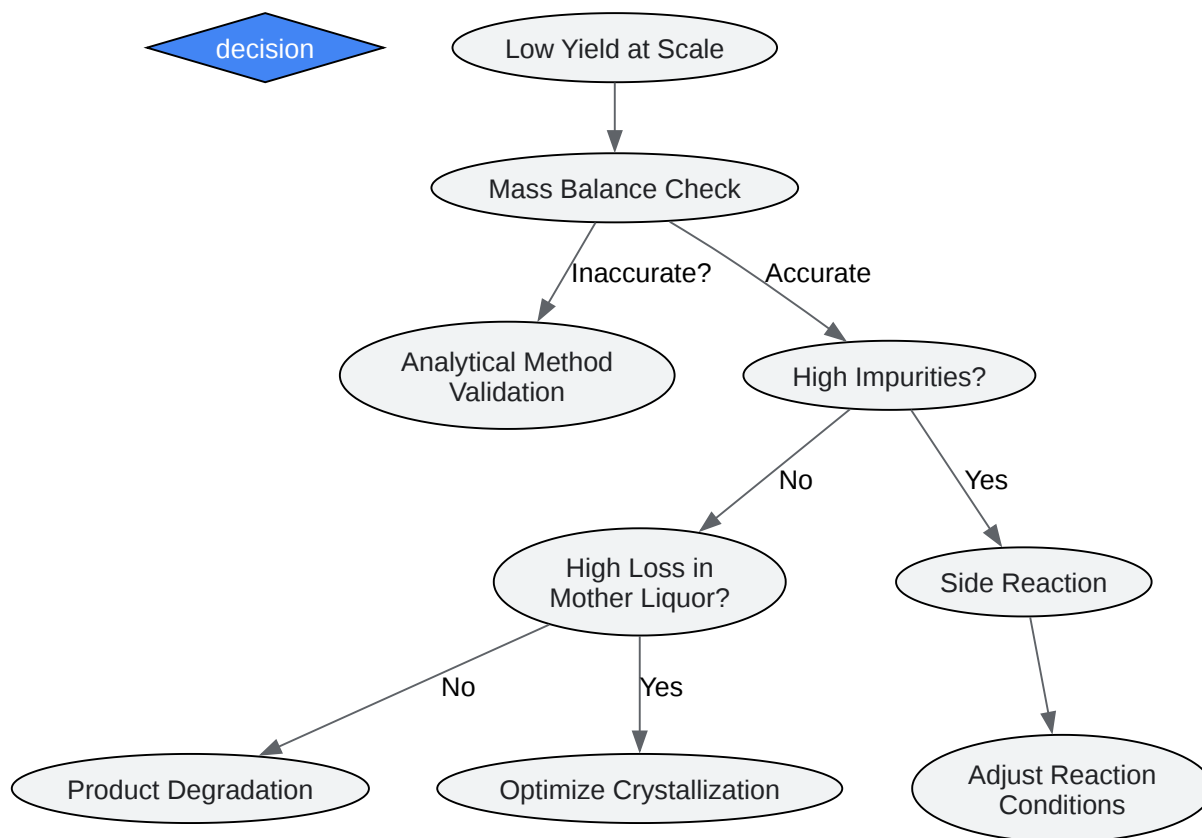 decision
Low Yield at Scale
Mass Balance Check
Inaccurate?
Accurate
Analytical Method
Validation
High Impurities?
No
Yes
High Loss in
Mother Liquor?
Side Reaction
No
Yes
Product Degradation
Optimize Crystallization
Adjust Reaction
Conditions